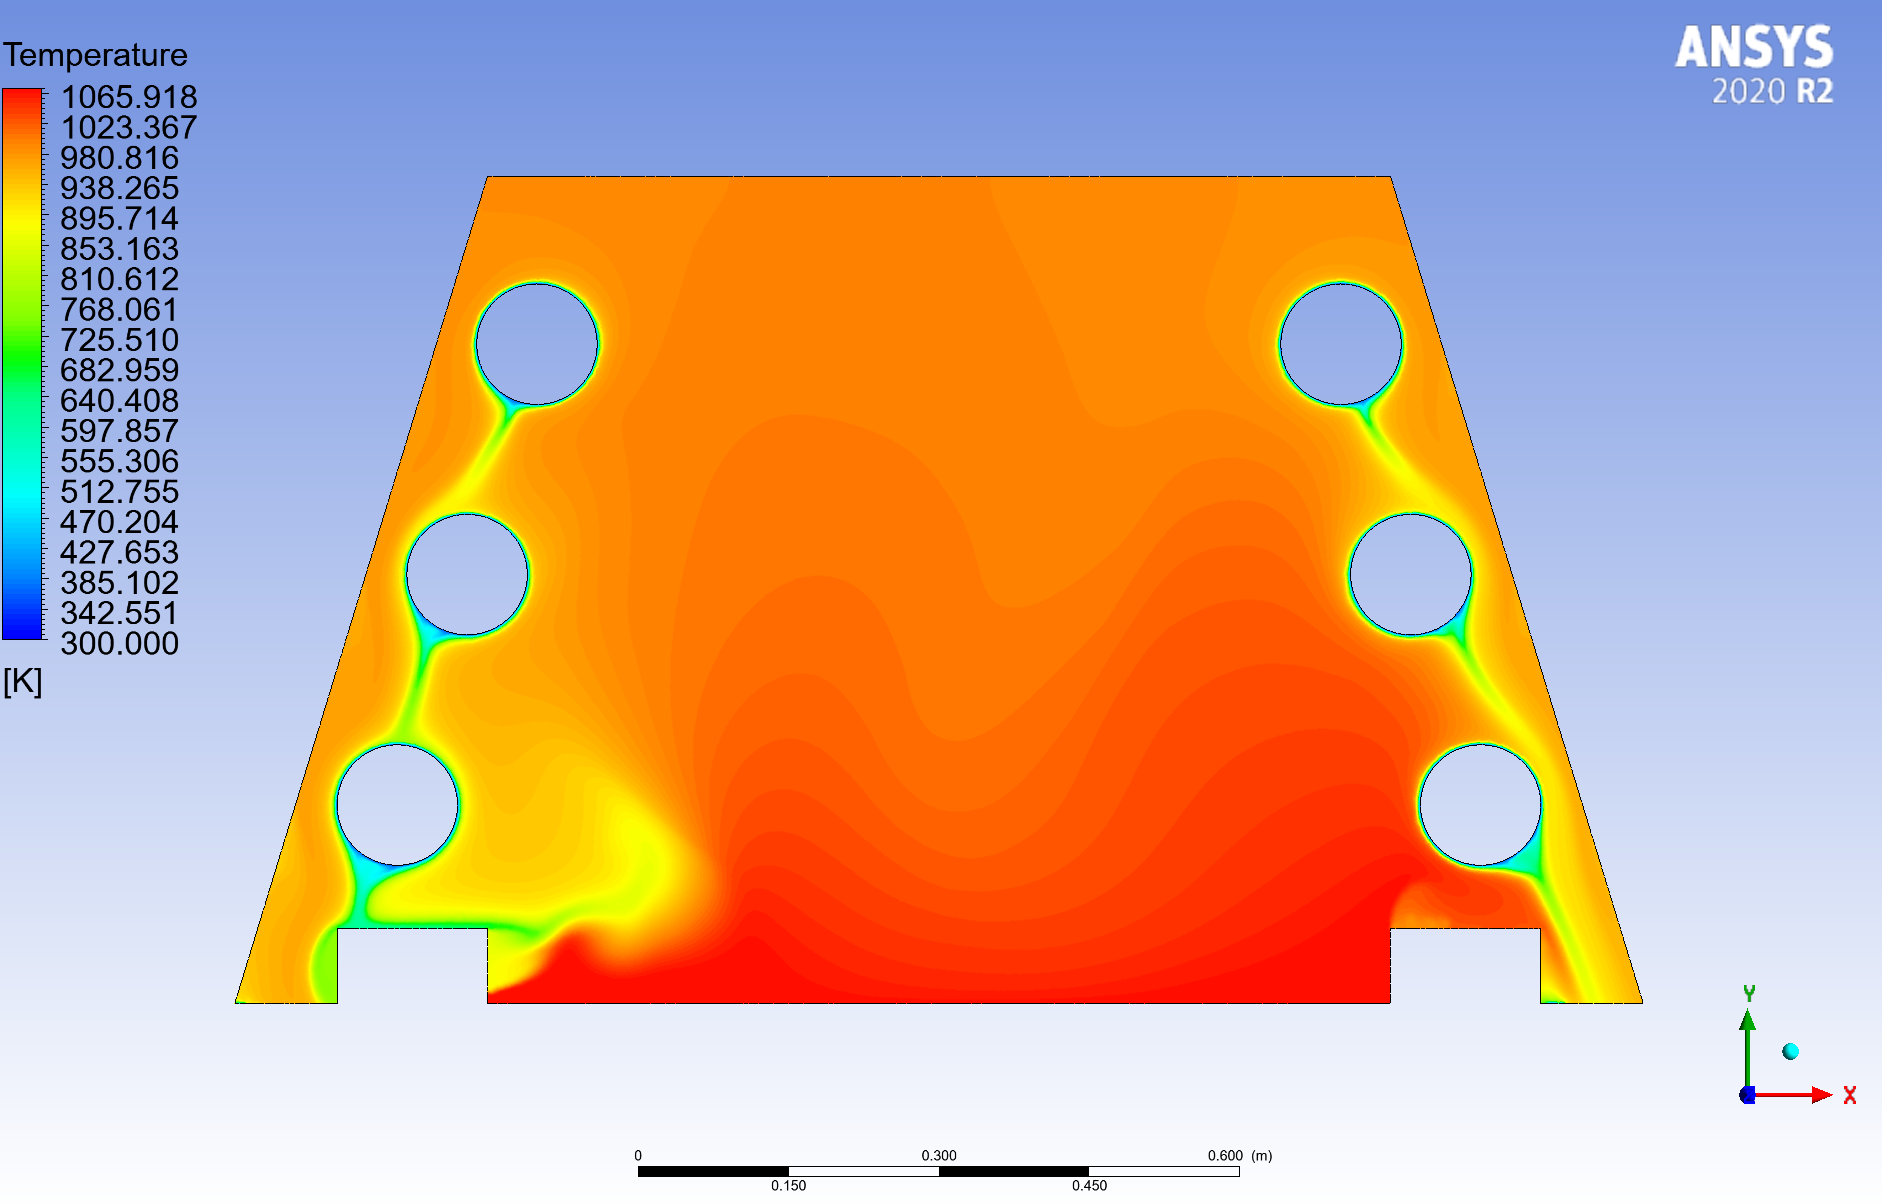 Temperature
1065.918
1023.367
980.816
938.265
895.714
853.163
810.612
768.061
725.510
682.959
640.408
597.857
555.306
512.755
470.204
427.653
385.102
342.551
300.000
[K]
ANSYS
2020 R2
Y
X
0 0.300 0.600 (m)
0.150 0.450